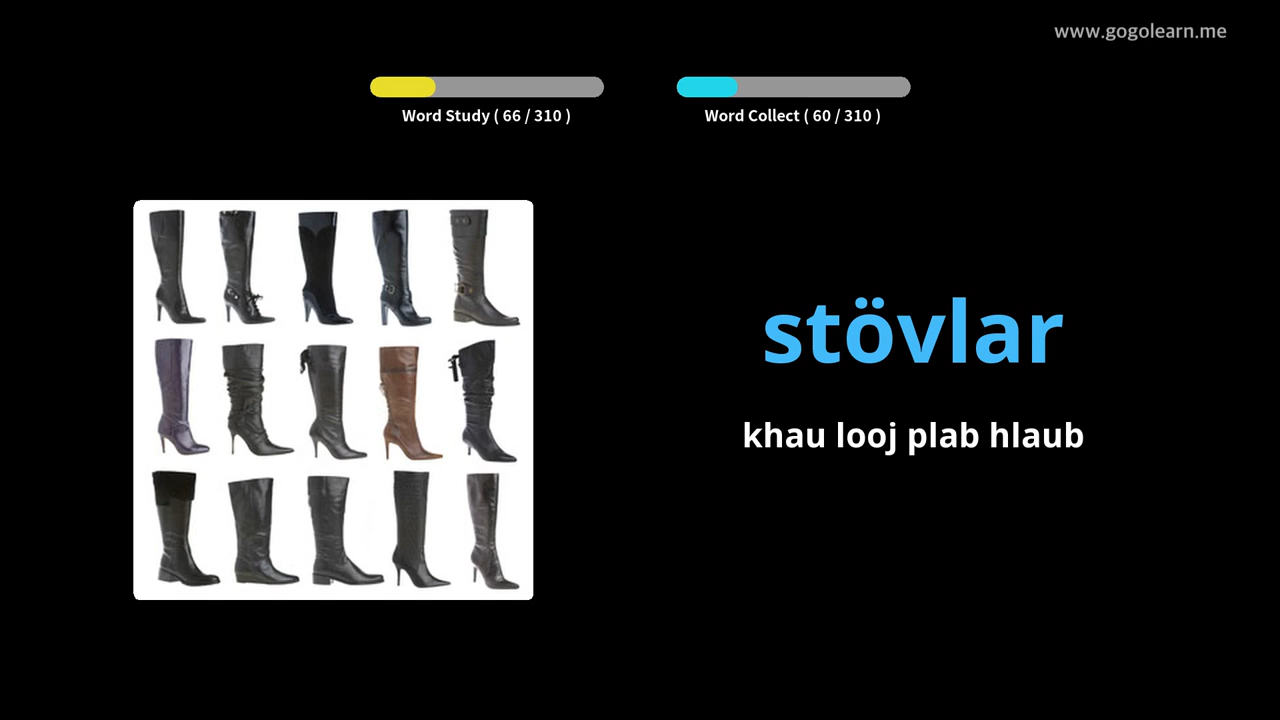 www.gogolearn.me
Word Study ( 66 / 310 )
Word Collect ( 60 / 310 )
stövlar
khau looj plab hlaub